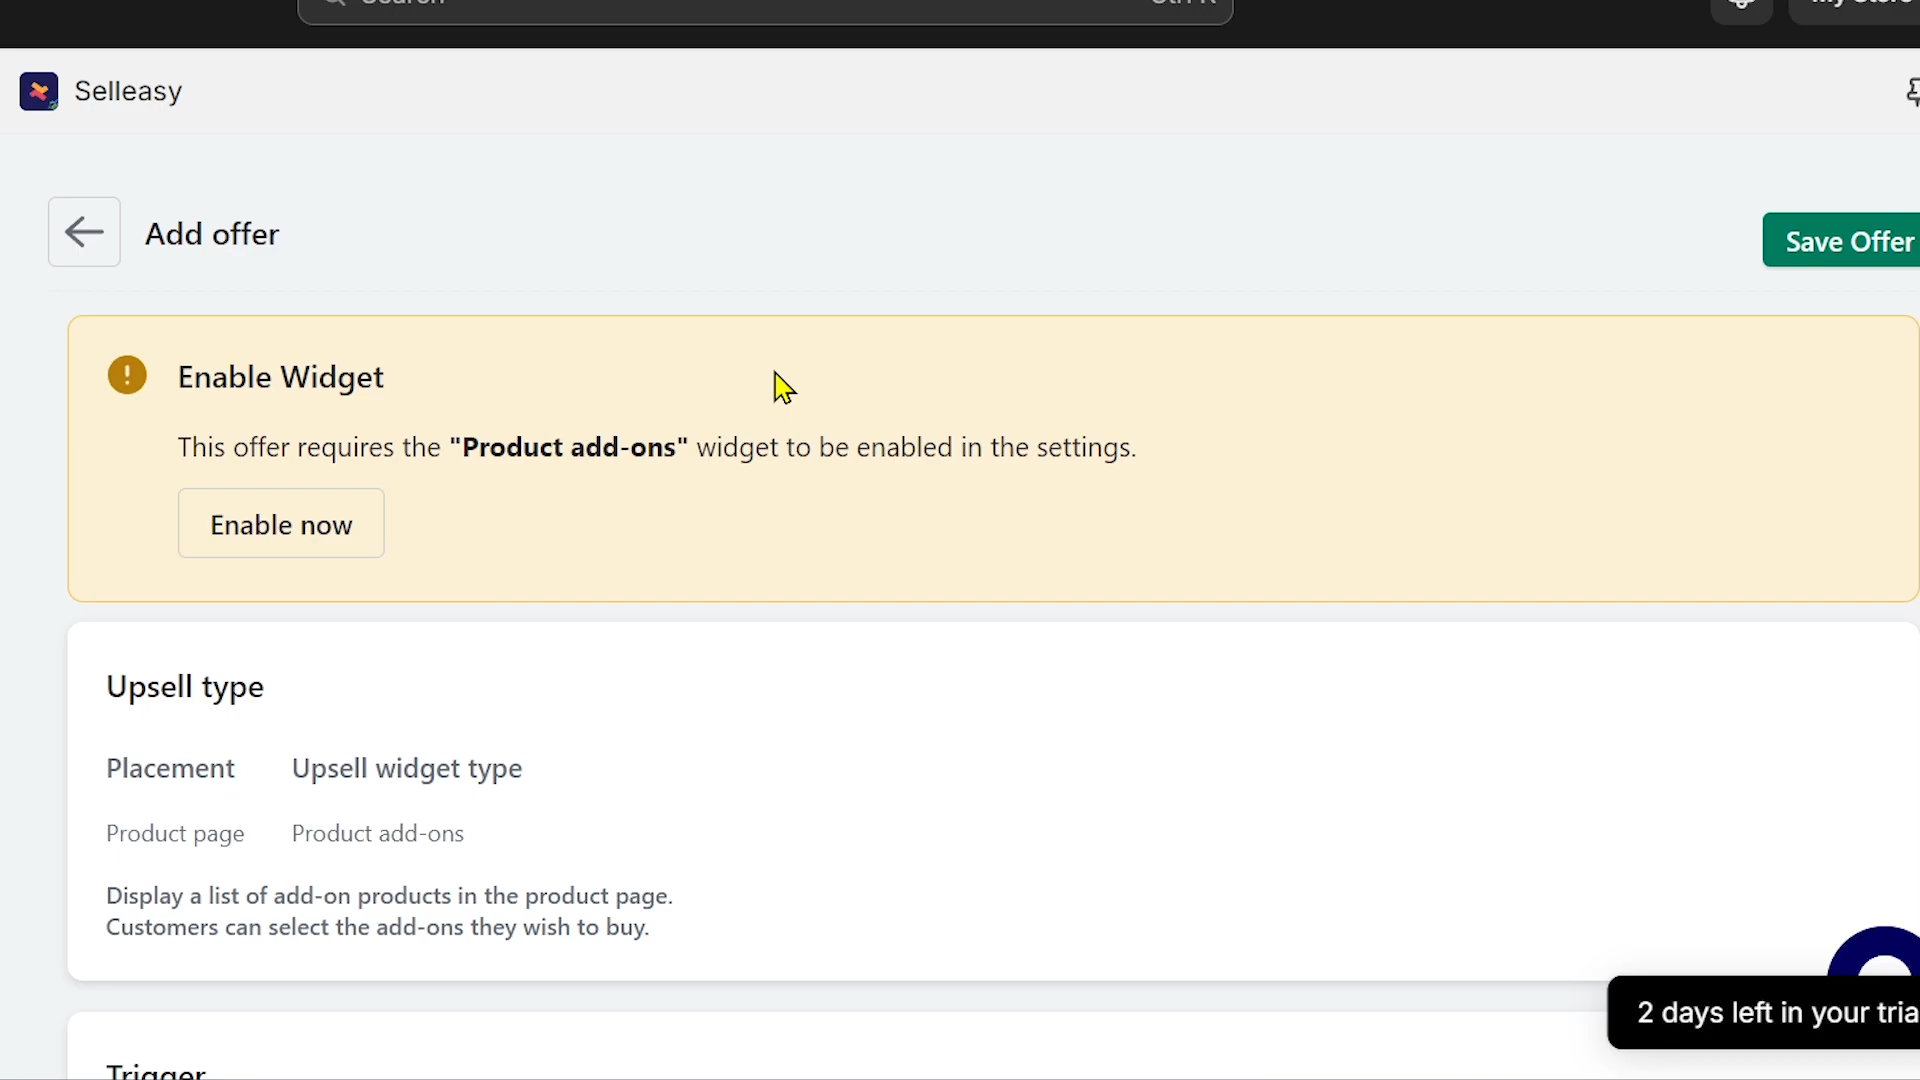 Selleasy
Add offer
Save Offer
Enable Widget
This offer requires the "Product add-ons" widget to be enabled in the settings.
Enable now
Upsell type
Placement Upsell widget type
Product page Product add-ons
Display a list of add-on products in the product page.
Customers can select the add-ons they wish to buy.
2 days left in your
Trigger